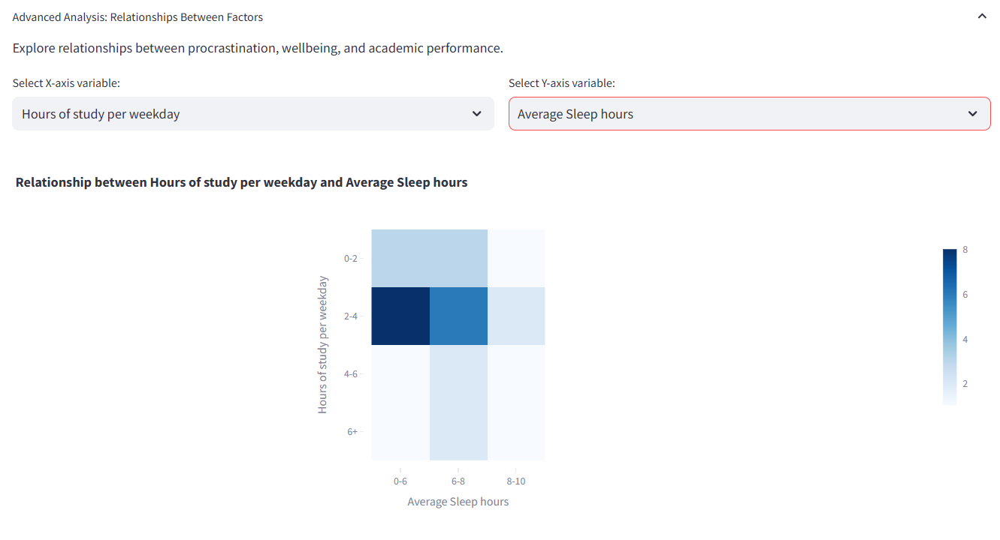 Advanced Analysis: Relationships Between Factors
Explore relationships between procrastination, wellbeing, and academic performance.
Select X-axis variable:
Select Y-axis variable:
Hours of study per weekday
Average Sleep hours
Relationship between Hours of study per weekday and Average Sleep hours
Hours of study per weekday
0-2
2-4
4-6
6+
0-6
6-8
8-10
Average Sleep hours
8
6
4
2